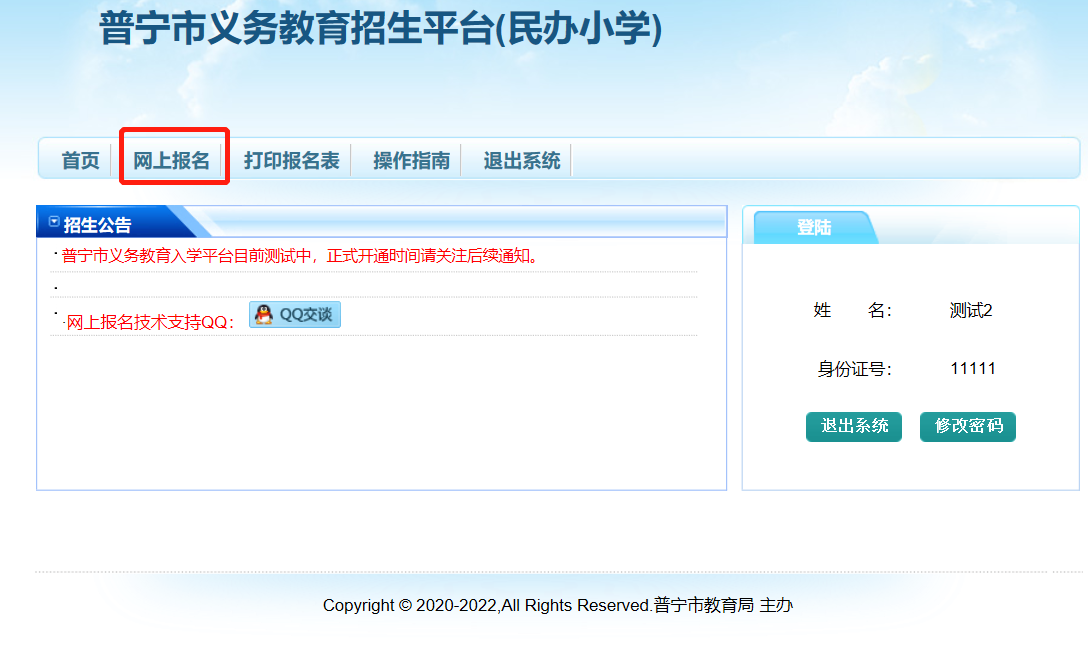 普宁市义务教育招生平台(民办小学)
首页 网上报名 打印报名表 操作指南 退出系统
招生公告
登陆
·普宁市义务教育入学平台目前测试中，正式开通时间请关注后续通知。
·
·网上报名技术支持QQ： QQ交谈
姓 名： 测试2
身份证号： 11111
退出系统 修改密码
Copyright © 2020-2022,All Rights Reserved.普宁市教育局 主办